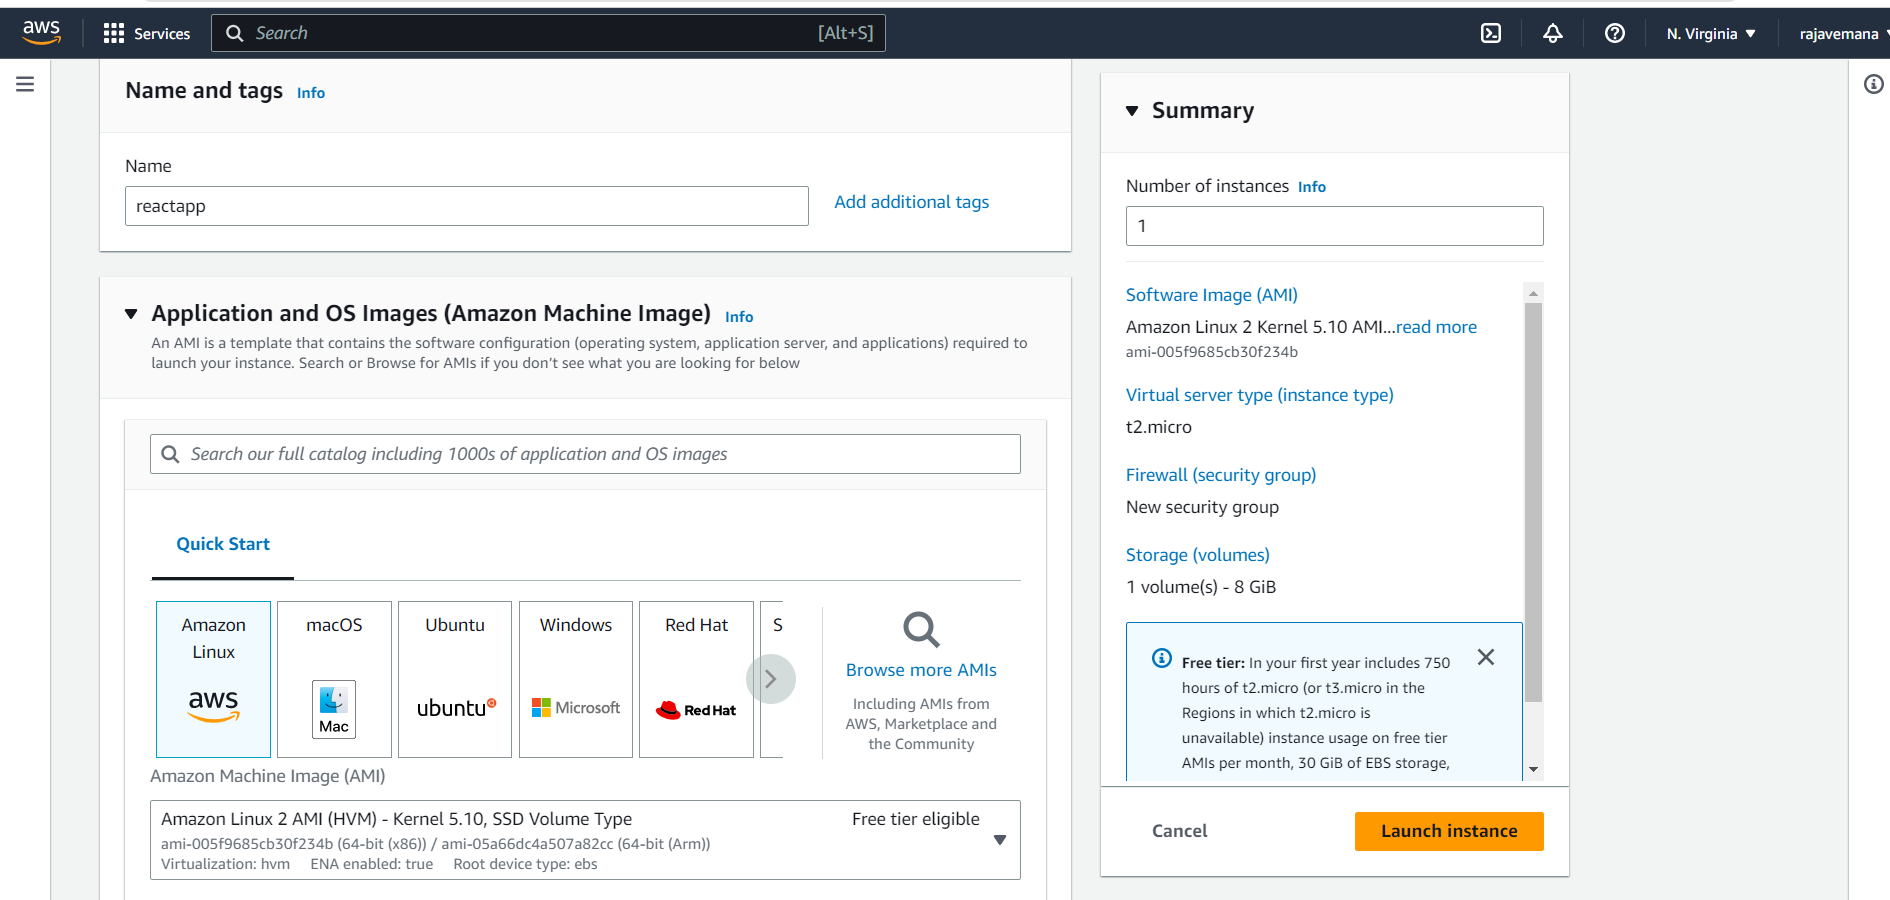 aws
Services
Search
[Alt+S]
N. Virginia
rajavemana
Name and tags Info
Name
reactapp
Add additional tags
Application and OS Images (Amazon Machine Image) Info
An AMI is a template that contains the software configuration (operating system, application server, and applications) required to
launch your instance. Search or Browse for AMIs if you don’t see what you are looking for below
Search our full catalog including 1000s of application and OS images
Quick Start
Amazon
Linux
aws
macOS
Mac
Ubuntu
ubuntu
Windows
Microsoft
Red Hat
Red Hat
S
Browse more AMIs
Including AMIs from
AWS, Marketplace and
the Community
Amazon Machine Image (AMI)
Amazon Linux 2 AMI (HVM) - Kernel 5.10, SSD Volume Type
Free tier eligible
ami-005f9685cb30f234b (64-bit (x86)) / ami-05a66dc4a507a82cc (64-bit (Arm))
Virtualization: hvm ENA enabled: true Root device type: ebs
Summary
Number of instances Info
1
Software Image (AMI)
Amazon Linux 2 Kernel 5.10 AMI...read more
ami-005f9685cb30f234b
Virtual server type (instance type)
t2.micro
Firewall (security group)
New security group
Storage (volumes)
1 volume(s) - 8 GiB
Free tier: In your first year includes 750
hours of t2.micro (or t3.micro in the
Regions in which t2.micro is
unavailable) instance usage on free tier
AMIs per month, 30 GiB of EBS storage,
Cancel
Launch instance